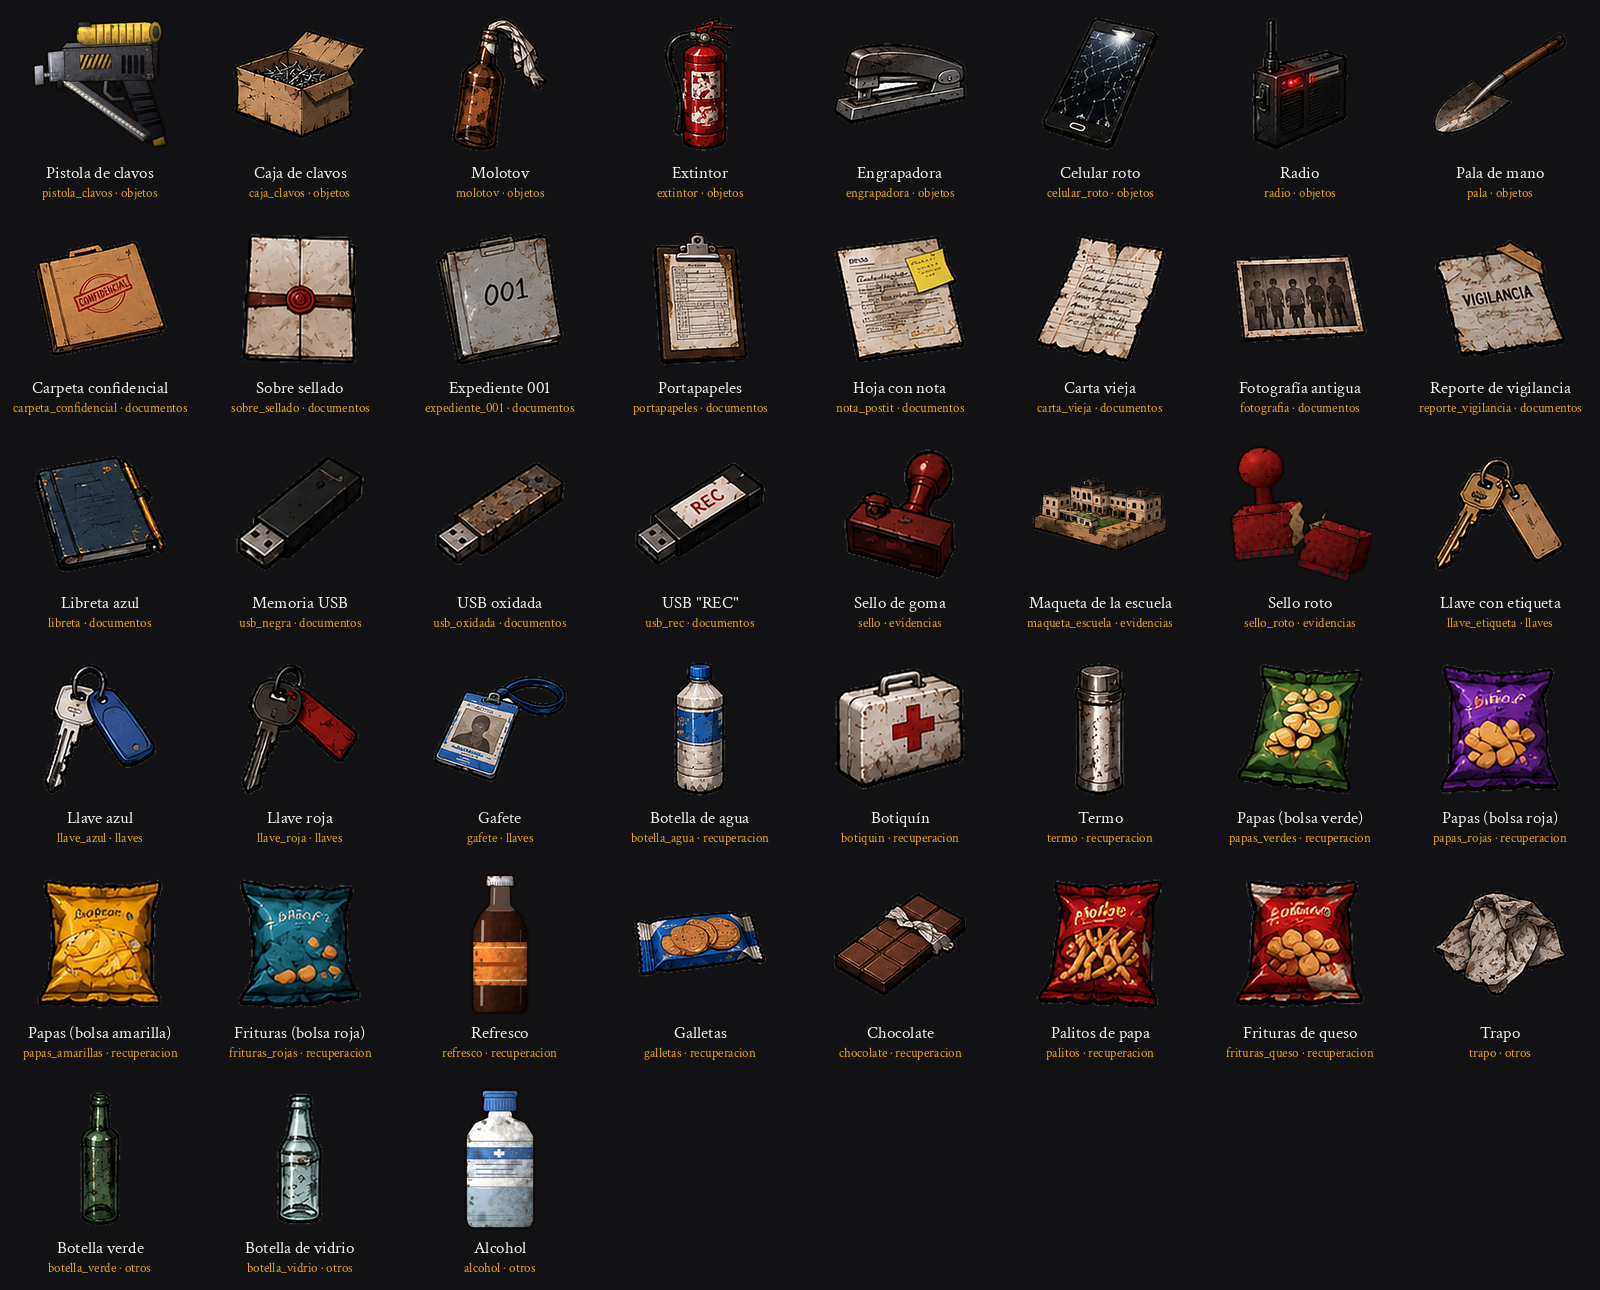 Pistola de clavos
pistola_clavos · objetos
Caja de clavos
caja_clavos · objetos
Molotov
molotov · objetos
Extintor
extintor · objetos
Engrapadora
engrapadora · objetos
Celular roto
celular_roto · objetos
Radio
radio · objetos
Pala de mano
pala · objetos
CONFIDENCIAL
001
VIGILANCIA
Carpeta confidencial
carpeta_confidencial · documentos
Sobre sellado
sobre_sellado · documentos
Expediente 001
expediente_001 · documentos
Portapapeles
portapapeles · documentos
Hoja con nota
nota_postit · documentos
Carta vieja
carta_vieja · documentos
Fotografía antigua
fotografia · documentos
Reporte de vigilancia
reporte_vigilancia · documentos
REC
Libreta azul
libreta · documentos
Memoria USB
usb_negra · documentos
USB oxidada
usb_oxidada · documentos
USB "REC"
usb_rec · documentos
Sello de goma
sello · evidencias
Maqueta de la escuela
maqueta_escuela · evidencias
Sello roto
sello_roto · evidencias
Llave con etiqueta
llave_etiqueta · llaves
Llave azul
llave_azul · llaves
Llave roja
llave_roja · llaves
Gafete
gafete · llaves
Botella de agua
botella_agua · recuperacion
Botiquín
botiquin · recuperacion
Termo
termo · recuperacion
Papas (bolsa verde)
papas_verdes · recuperacion
Papas (bolsa roja)
papas_rojas · recuperacion
Papas (bolsa amarilla)
papas_amarillas · recuperacion
Frituras (bolsa roja)
frituras_rojas · recuperacion
Refresco
refresco · recuperacion
Galletas
galletas · recuperacion
Chocolate
chocolate · recuperacion
Palitos de papa
palitos · recuperacion
Frituras de queso
frituras_queso · recuperacion
Trapo
trapo · otros
Botella verde
botella_verde · otros
Botella de vidrio
botella_vidrio · otros
Alcohol
alcohol · otros